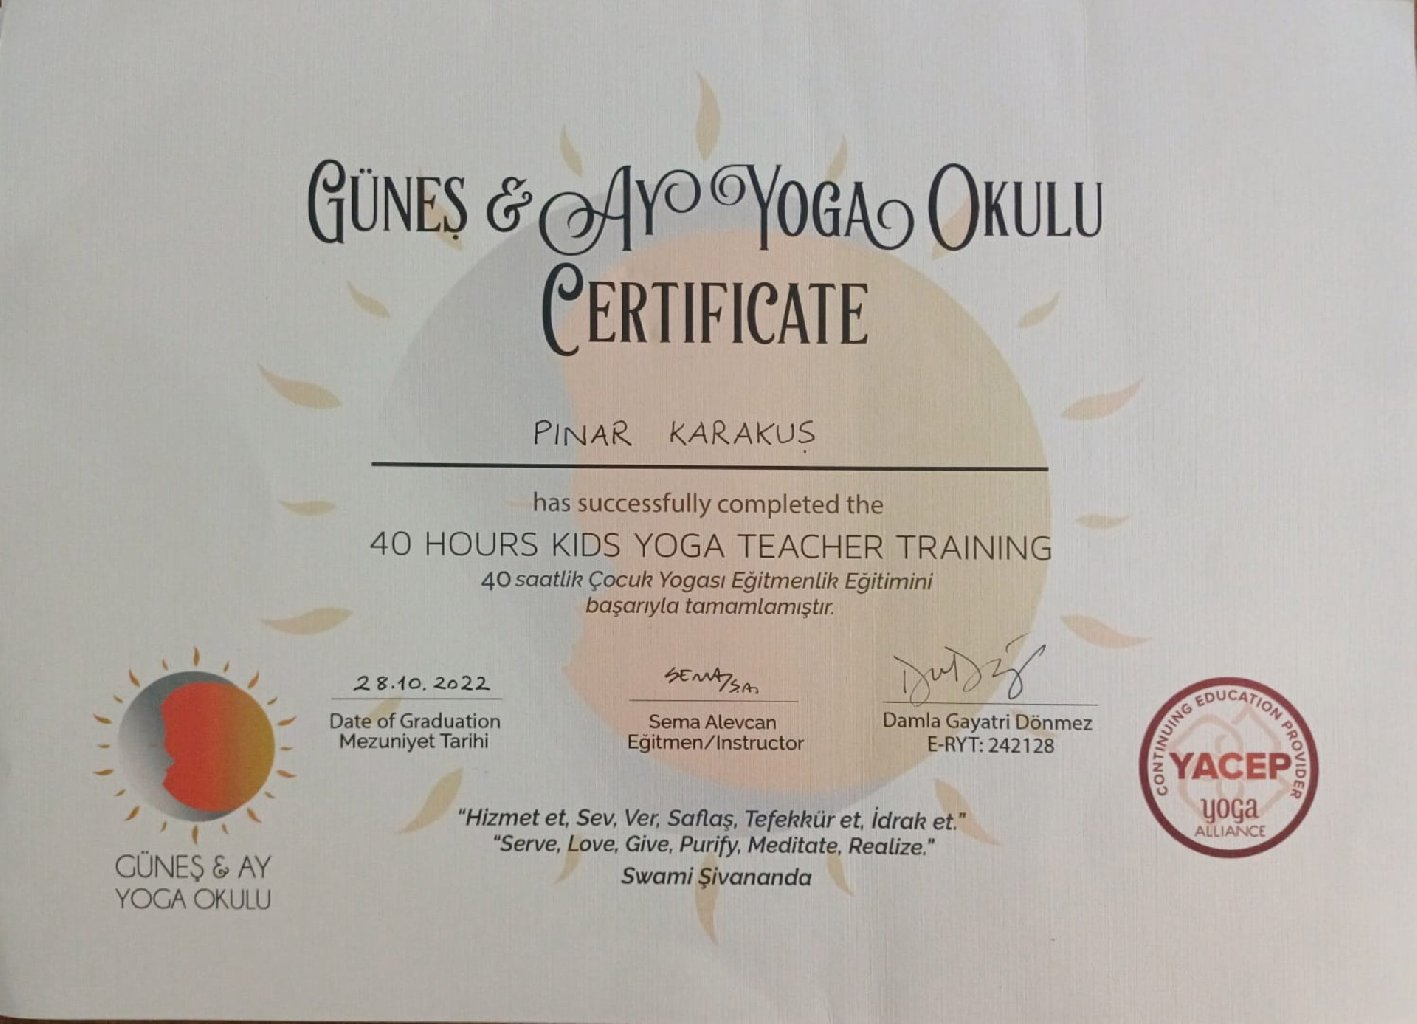 GÜNEŞ & AY YOGA OKULU
CERTIFICATE
PINAR KARAKUŞ
has successfully completed the
40 HOURS KIDS YOGA TEACHER TRAINING
40 saatlik Çocuk Yogası Eğitmenlik Eğitimini
başarıyla tamamlamıştır.
28.10.2022
Date of Graduation
Mezuniyet Tarihi
SEMA
Sema Alevcan
Eğitmen/Instructor
Damla Gayatri Dönmez
E-RYT: 242128
CONTINUING EDUCATION PROVIDER
YACEP
yoga
ALLIANCE
"Hizmet et, Sev, Ver, Saflaş, Tefekkür et, İdrak et."
"Serve, Love, Give, Purify, Meditate, Realize."
Swami Şivananda
GÜNEŞ & AY
YOGA OKULU